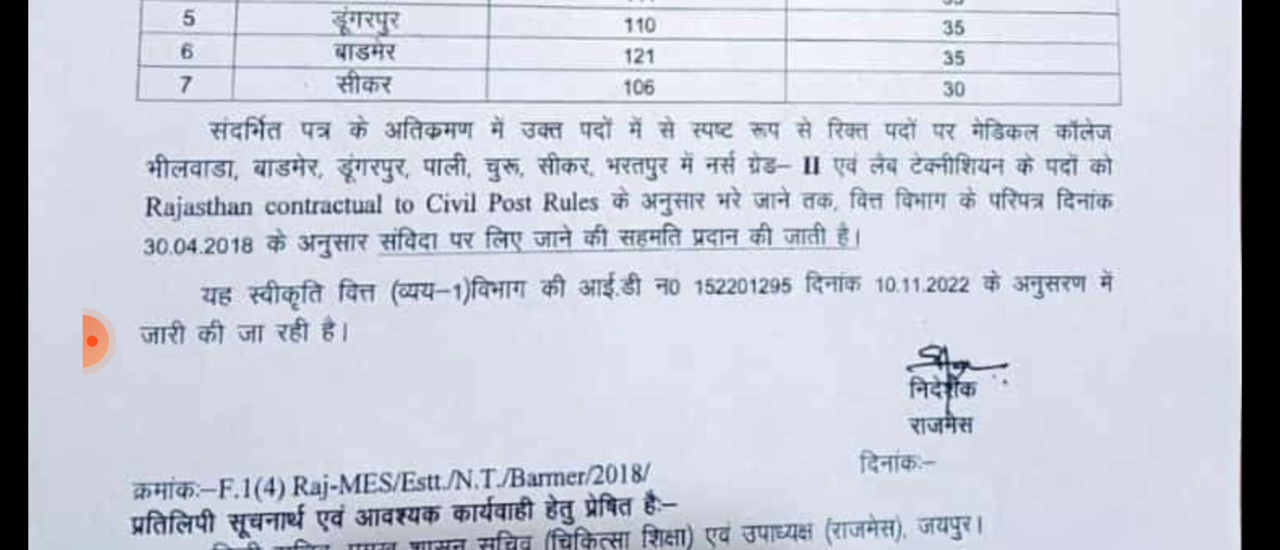 5 डूंगरपुर 110 35
6 बाडमेर 121 35
7 सीकर 106 30
संदर्भित पत्र के अतिक्रमण में उक्त पदों में से स्पष्ट रूप से रिक्त पदों पर मेडिकल कॉलेज
भीलवाडा, बाडमेर, डूंगरपुर, पाली, चुरू, सीकर, भरतपुर में नर्स ग्रेड– II एवं लेब टेक्नीशियन के पदों को
Rajasthan contractual to Civil Post Rules के अनुसार भरे जाने तक, वित्त विभाग के परिपत्र दिनांक
30.04.2018 के अनुसार संविदा पर लिए जाने की सहमति प्रदान की जाती है।
यह स्वीकृति वित्त (व्यय–1)विभाग की आई.डी न0 152201295 दिनांक 10.11.2022 के अनुसरण में
जारी की जा रही है।
निदेशक
राजमेस
दिनांकः–
क्रमांकः–F.1(4) Raj-MES/Estt./N.T./Barmer/2018/
प्रतिलिपी सूचनार्थ एवं आवश्यक कार्यवाही हेतु प्रेषित हैः–
सचिव (चिकित्सा शिक्षा) एवं उपाध्यक्ष (राजमेस), जयपुर।